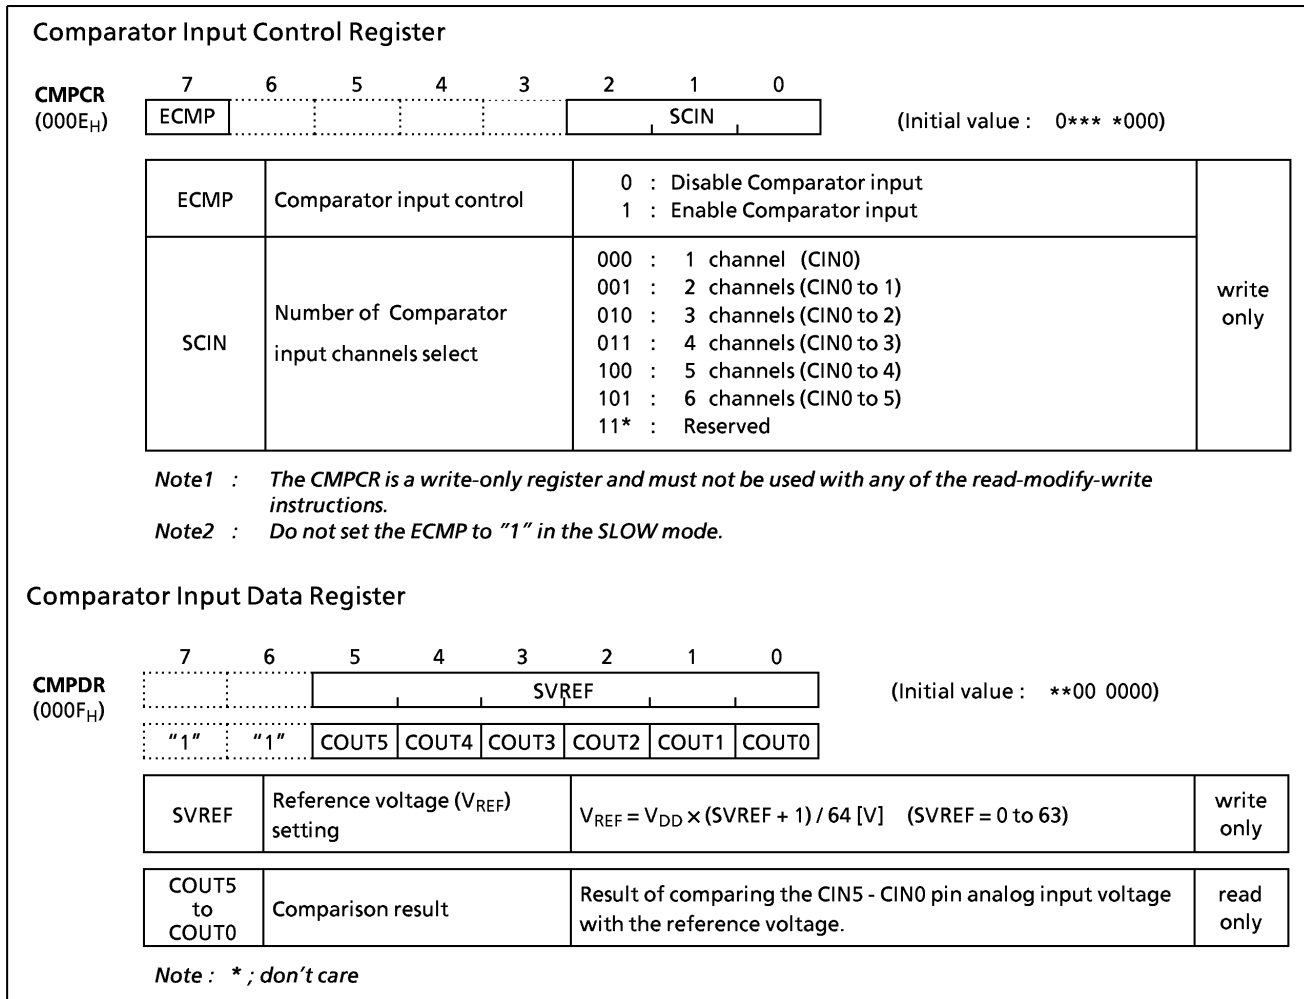 Comparator Input Control Register
7 6 5 4 3 2 1 0
CMPCR
(000EH)
ECMP SCIN (Initial value : 0*** *000)
ECMP Comparator input control 0 : Disable Comparator input
1 : Enable Comparator input
write
only
SCIN Number of Comparator
input channels select
000 : 1 channel (CIN0)
001 : 2 channels (CIN0 to 1)
010 : 3 channels (CIN0 to 2)
011 : 4 channels (CIN0 to 3)
100 : 5 channels (CIN0 to 4)
101 : 6 channels (CIN0 to 5)
11* : Reserved
Note1 : The CMPCR is a write-only register and must not be used with any of the read-modify-write
instructions.
Note2 : Do not set the ECMP to "1" in the SLOW mode.
Comparator Input Data Register
7 6 5 4 3 2 1 0
CMPDR
(000FH)
SVREF (Initial value : **00 0000)
"1" "1" COUT5 COUT4 COUT3 COUT2 COUT1 COUT0
SVREF Reference voltage (VREF)
setting
VREF = VDD × (SVREF + 1) / 64 [V] (SVREF = 0 to 63)
write
only
COUT5
to
COUT0
Comparison result
Result of comparing the CIN5 - CIN0 pin analog input voltage
with the reference voltage.
read
only
Note : * ; don't care